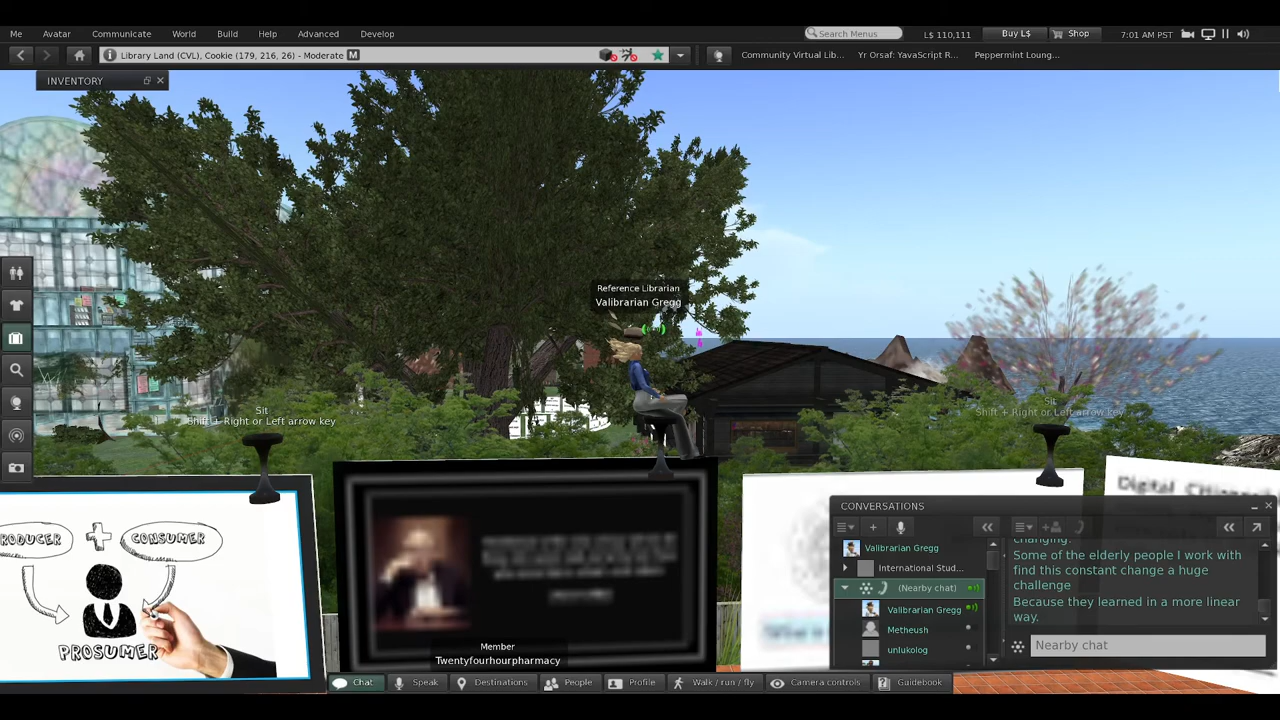 Me Avatar Communicate World Build Help Advanced Develop
Search Menus
L$ 110,111
Buy L$
Shop
7:01 AM PST
Library Land (CVL), Cookie (179, 216, 26) - Moderate M
Community Virtual Lib...
Yr Orsaf: YavaScript R...
Peppermint Loung...
INVENTORY
Reference Librarian
Valibrarian Gregg
Sit
Shift + Right or Left arrow key
Sit
Shift + Right or Left arrow key
RODUCER
CONSUMER
PROSUMER
Digital
Member
Twentyfourhourpharmacy
CONVERSATIONS
Valibrarian Gregg
International Stud...
(Nearby chat)
Valibrarian Gregg
Metheush
unlukolog
changing.
Some of the elderly people I work with
find this constant change a huge
challenge
Because they learned in a more linear
way.
Nearby chat
Chat Speak Destinations People Profile Walk / run / fly Camera controls Guidebook